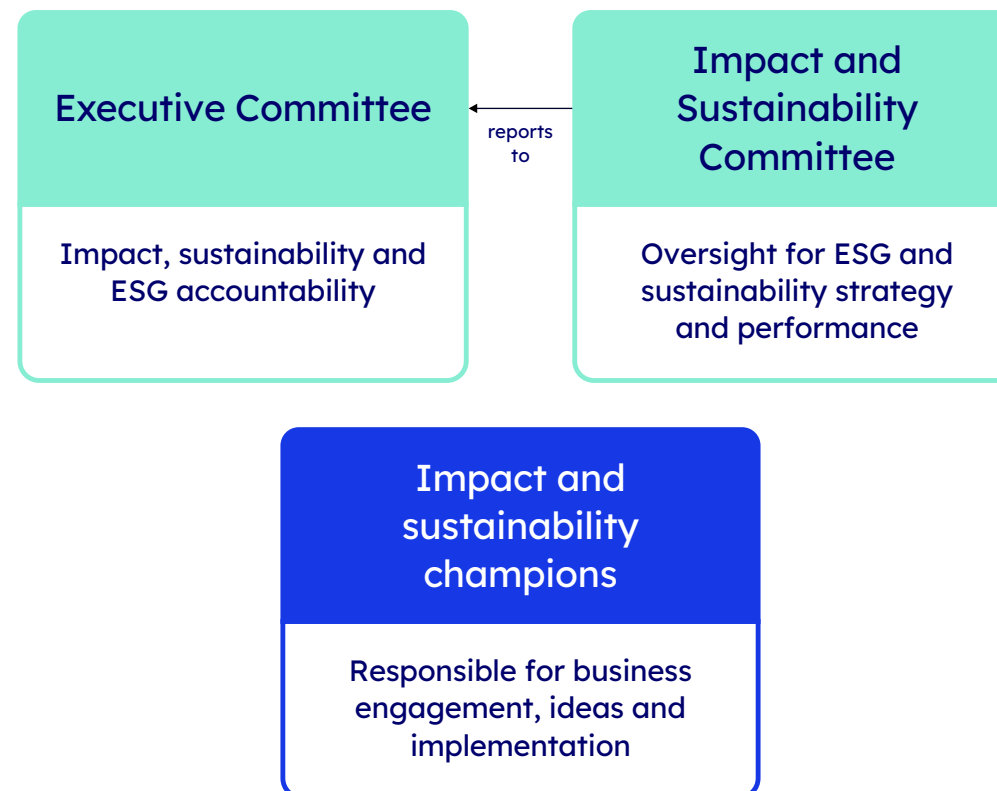 Executive Committee
reports
to
Impact and
Sustainability
Committee
Impact, sustainability and
ESG accountability
Oversight for ESG and
sustainability strategy
and performance
Impact and
sustainability
champions
Responsible for business
engagement, ideas and
implementation